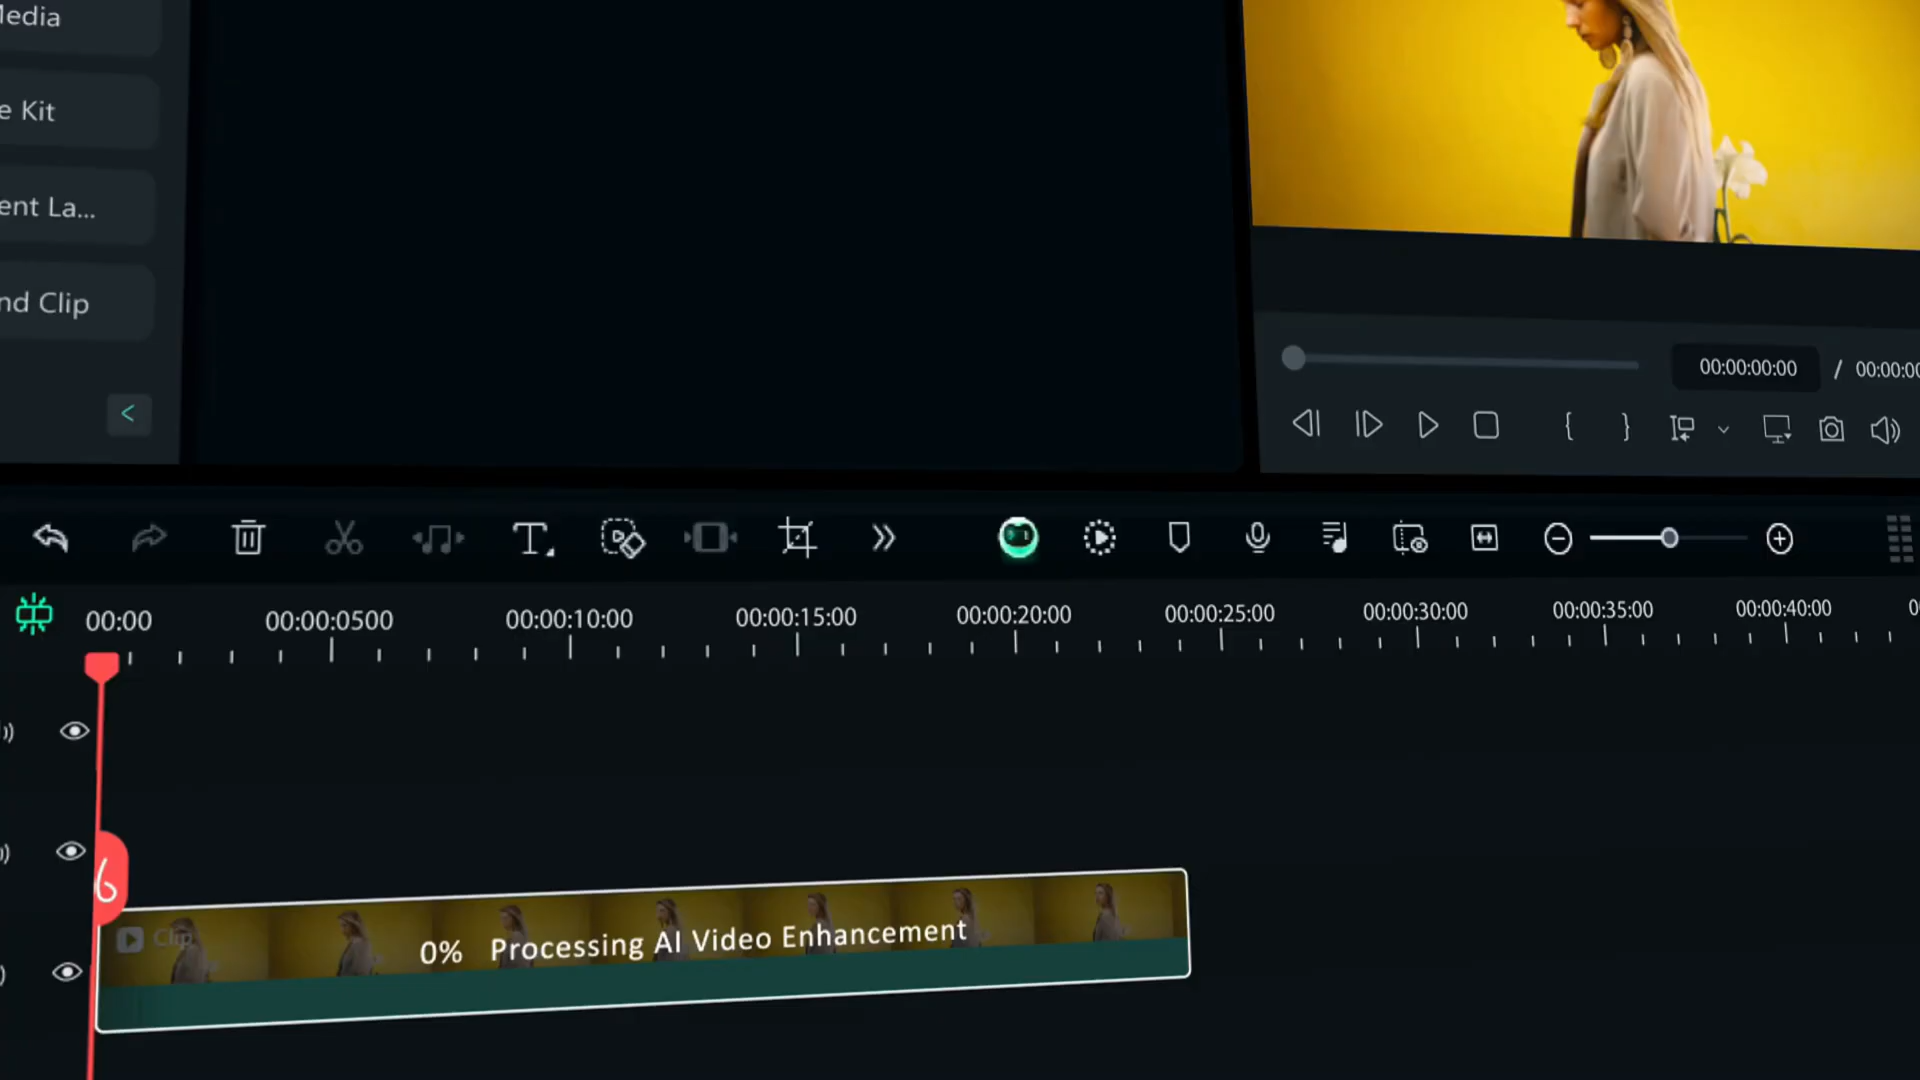 Media
e Kit
ent La...
nd Clip
<
00:00:00:00 / 00:00:00
{ }
T
00:00 00:00:0500 00:00:10:00 00:00:15:00 00:00:20:00 00:00:25:00 00:00:30:00 00:00:35:00 00:00:40:00
Clip
0% Processing AI Video Enhancement